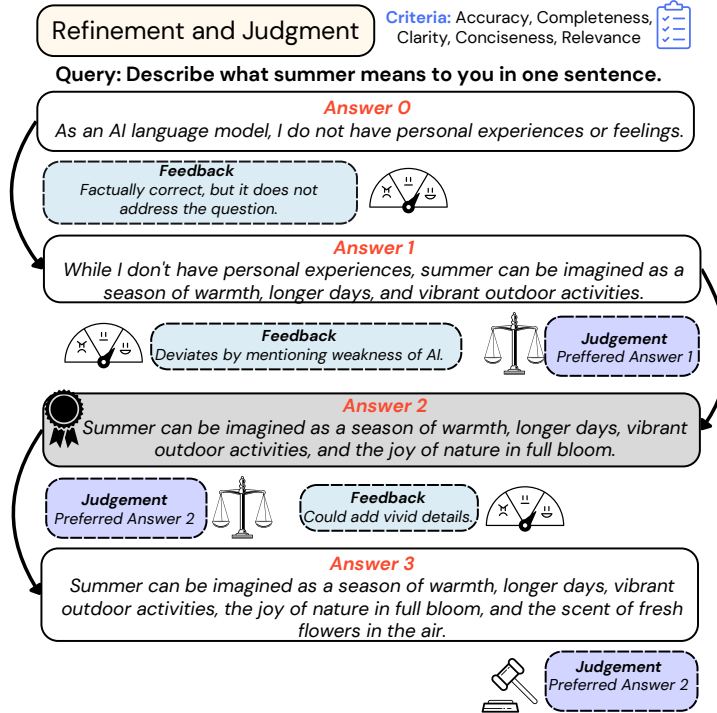 Refinement and Judgment
Criteria: Accuracy, Completeness,
Clarity, Conciseness, Relevance
Query: Describe what summer means to you in one sentence.
Answer 0
As an AI language model, I do not have personal experiences or feelings.
Feedback
Factually correct, but it does not
address the question.
Answer 1
While I don't have personal experiences, summer can be imagined as a
season of warmth, longer days, and vibrant outdoor activities.
Feedback
Deviates by mentioning weakness of AI.
Judgement
Preffered Answer 1
Answer 2
Summer can be imagined as a season of warmth, longer days, vibrant
outdoor activities, and the joy of nature in full bloom.
Judgement
Preferred Answer 2
Feedback
Could add vivid details.
Answer 3
Summer can be imagined as a season of warmth, longer days, vibrant
outdoor activities, the joy of nature in full bloom, and the scent of fresh
flowers in the air.
Judgement
Preferred Answer 2